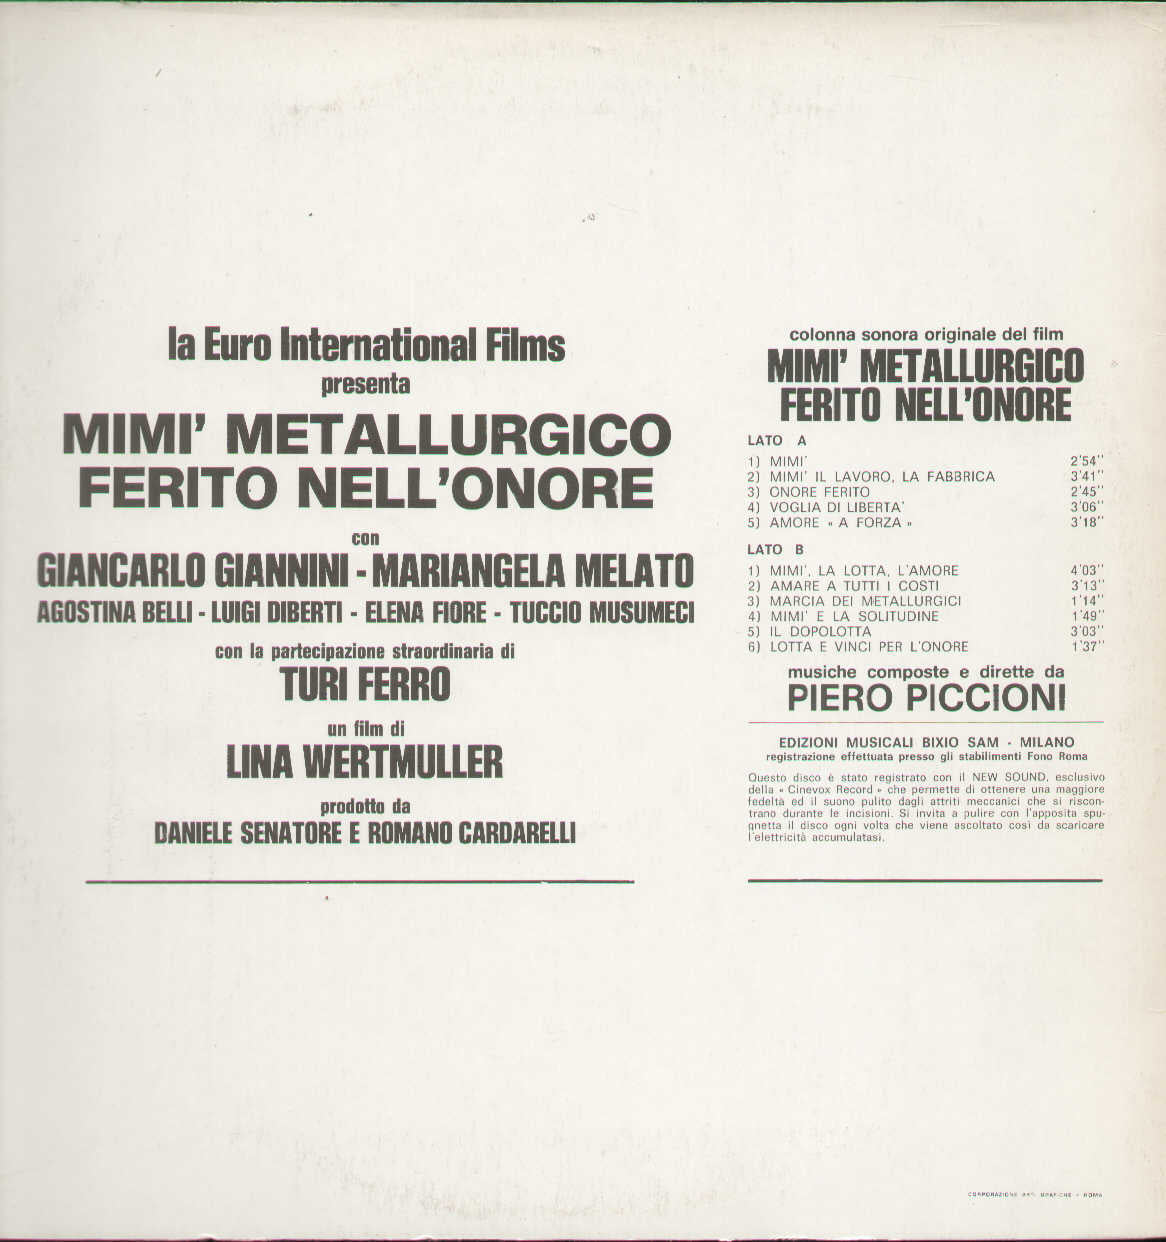 la Euro International Films
presenta
MIMI' METALLURGICO
FERITO NELL'ONORE
con
GIANCARLO GIANNINI - MARIANGELA MELATO
AGOSTINA BELLI - LUIGI DIBERTI - ELENA FIORE - TUCCIO MUSUMECI
con la partecipazione straordinaria di
TURI FERRO
un film di
LINA WERTMULLER
prodotto da
DANIELE SENATORE E ROMANO CARDARELLI
colonna sonora originale del film
MIMI' METALLURGICO
FERITO NELL'ONORE
LATO A
1) MIMI' 2'54"
2) MIMI' IL LAVORO, LA FABBRICA 3'41"
3) ONORE FERITO 2'45"
4) VOGLIA DI LIBERTA' 3'06"
5) AMORE « A FORZA » 3'18"
LATO B
1) MIMI', LA LOTTA, L'AMORE 4'03"
2) AMARE A TUTTI I COSTI 3'13"
3) MARCIA DEI METALLURGICI 1'14"
4) MIMI' E LA SOLITUDINE 1'49"
5) IL DOPOLOTTA 3'03"
6) LOTTA E VINCI PER L'ONORE 1'37"
musiche composte e dirette da
PIERO PICCIONI
EDIZIONI MUSICALI BIXIO SAM - MILANO
registrazione effettuata presso gli stabilimenti Fono Roma
Questo disco è stato registrato con il NEW SOUND, esclusivo
della « Cinevox Record » che permette di ottenere una maggiore
fedeltà ed il suono pulito dagli attriti meccanici che si riscon-
trano durante le incisioni. Si invita a pulire con l'apposita spu-
gnetta il disco ogni volta che viene ascoltato così da scaricare
l'elettricità accumulatasi.
CORPORAZIONE ARTI GRAFICHE - ROMA